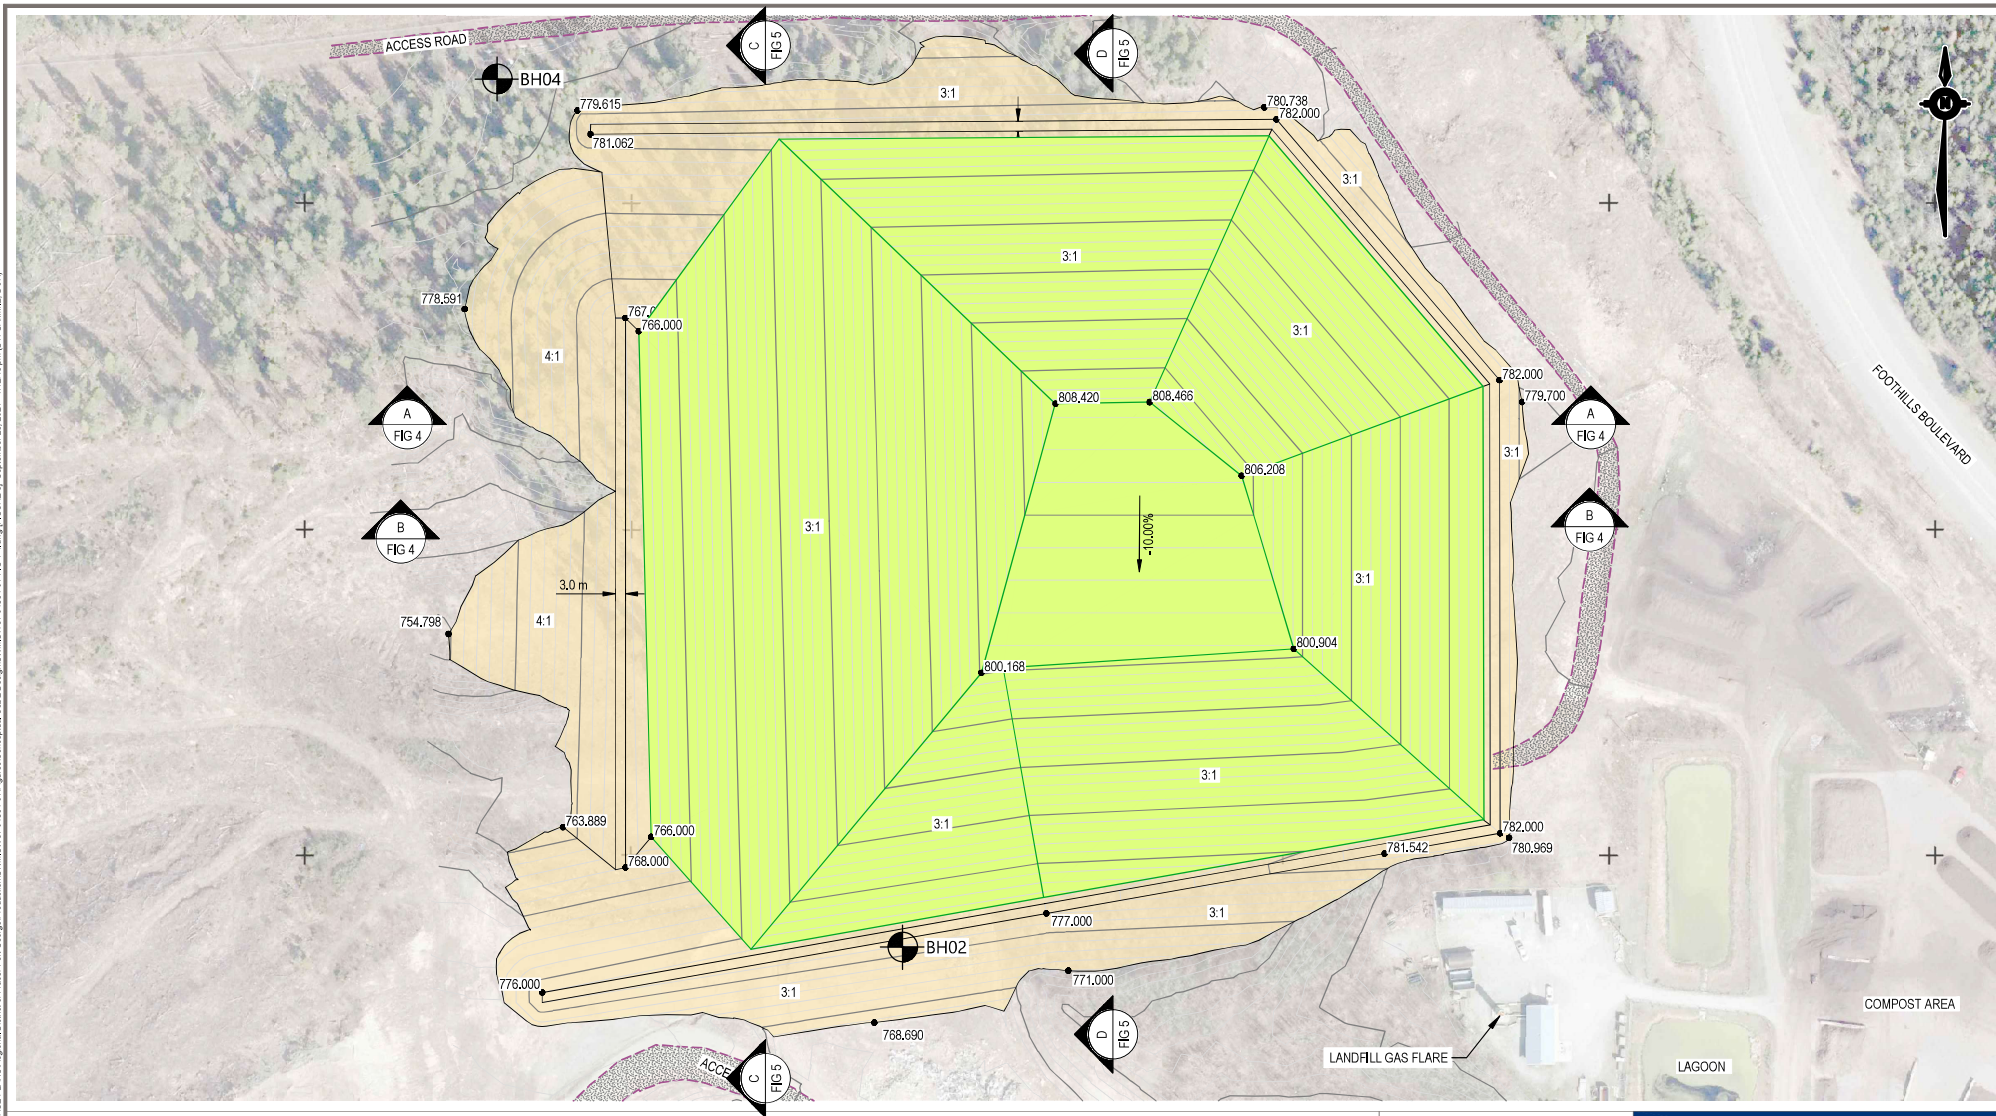 ACCESS ROAD
C
FIG 5
D
FIG 5
BH04
779.615
3:1
780.738
782.000
781.062
3:1
778.591
3:1
766.000
3:1
4:1
782.000
779.700
FOOTHILLS BOULEVARD
A
FIG 4
808.420
808.466
A
FIG 4
3:1
806.208
B
FIG 4
3:1
-10.00%
B
FIG 4
3.0 m
3:1
4:1
754.798
800.904
800.168
3:1
763.889
766.000
3:1
782.000
781.542
780.969
768.000
777.000
3:1
BH02
776.000
3:1
771.000
768.690
COMPOST AREA
D
FIG 5
LANDFILL GAS FLARE
LAGOON
C
FIG 5